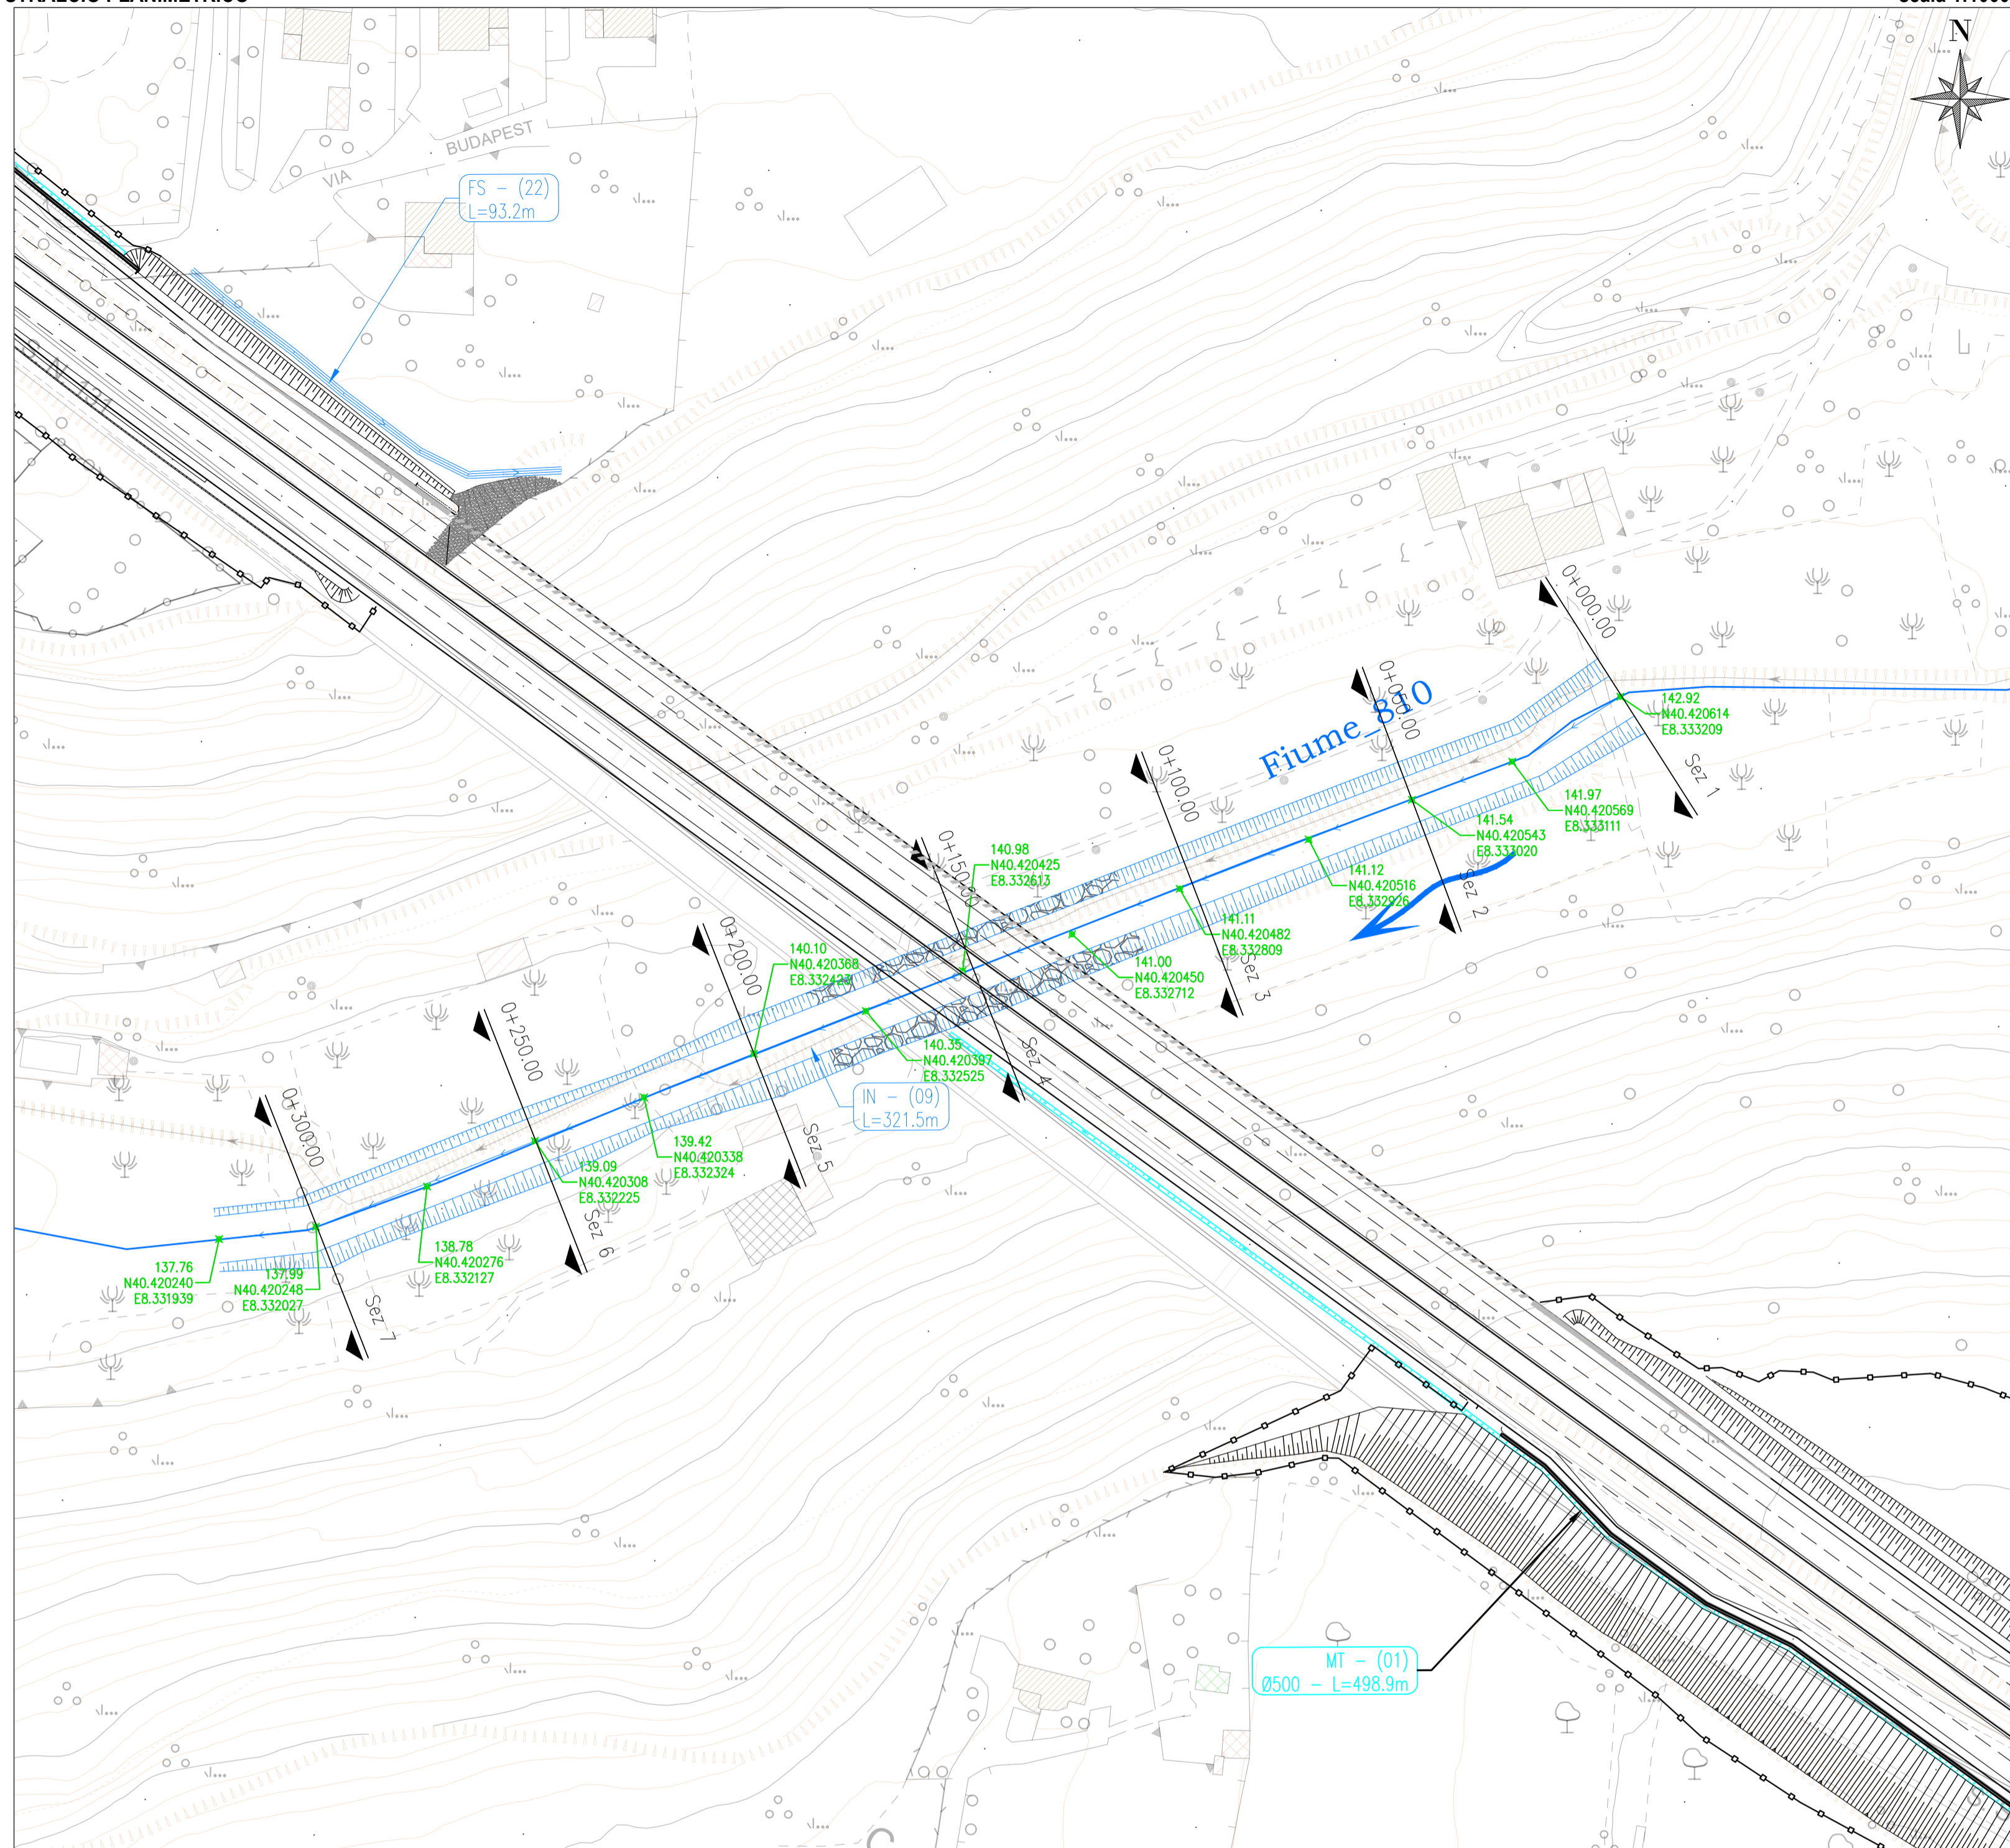 N
VIA
BUDAPEST
FS - (22)
L=93.2m
0+000.00
Fiume_310
0+050.00
142.92
N40.420614
E8.333209
Sez 1
0+100.00
141.97
N40.420569
E8.333111
141.54
N40.420543
E8.333020
Sez 2
0+150.00
140.98
N40.420425
E8.332613
141.12
N40.420516
E8.332926
141.11
N40.420482
E8.332809
Sez 3
0+200.00
140.10
N40.420368
E8.332423
141.00
N40.420450
E8.332712
0+250.00
140.35
N40.420397
E8.332525
Sez 4
IN - (09)
L=321.5m
0+300.00
139.42
N40.420338
E8.332324
Sez 5
139.09
N40.420308
E8.332225
Sez 6
138.78
N40.420276
E8.332127
137.76
N40.420240
E8.331939
137.99
N40.420248
E8.332027
Sez 7
MT - (01)
Ø500 - L=498.9m